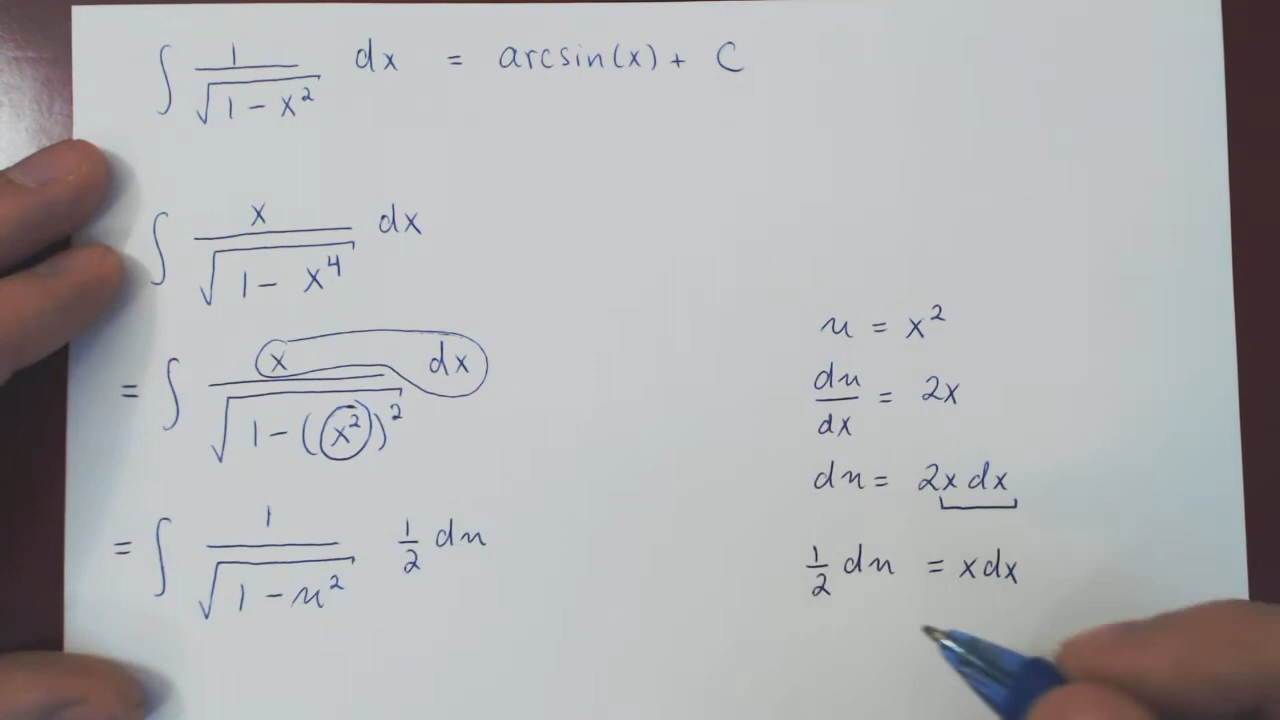 ∫ 1/√(1 - x²) dx = arcsin(x) + C
∫ x/√(1 - x⁴) dx
= ∫ x/√(1 - (x²)²) dx
= ∫ 1/√(1 - u²) 1/2 du
u = x²
du/dx = 2x
du = 2x dx
1/2 du = x dx